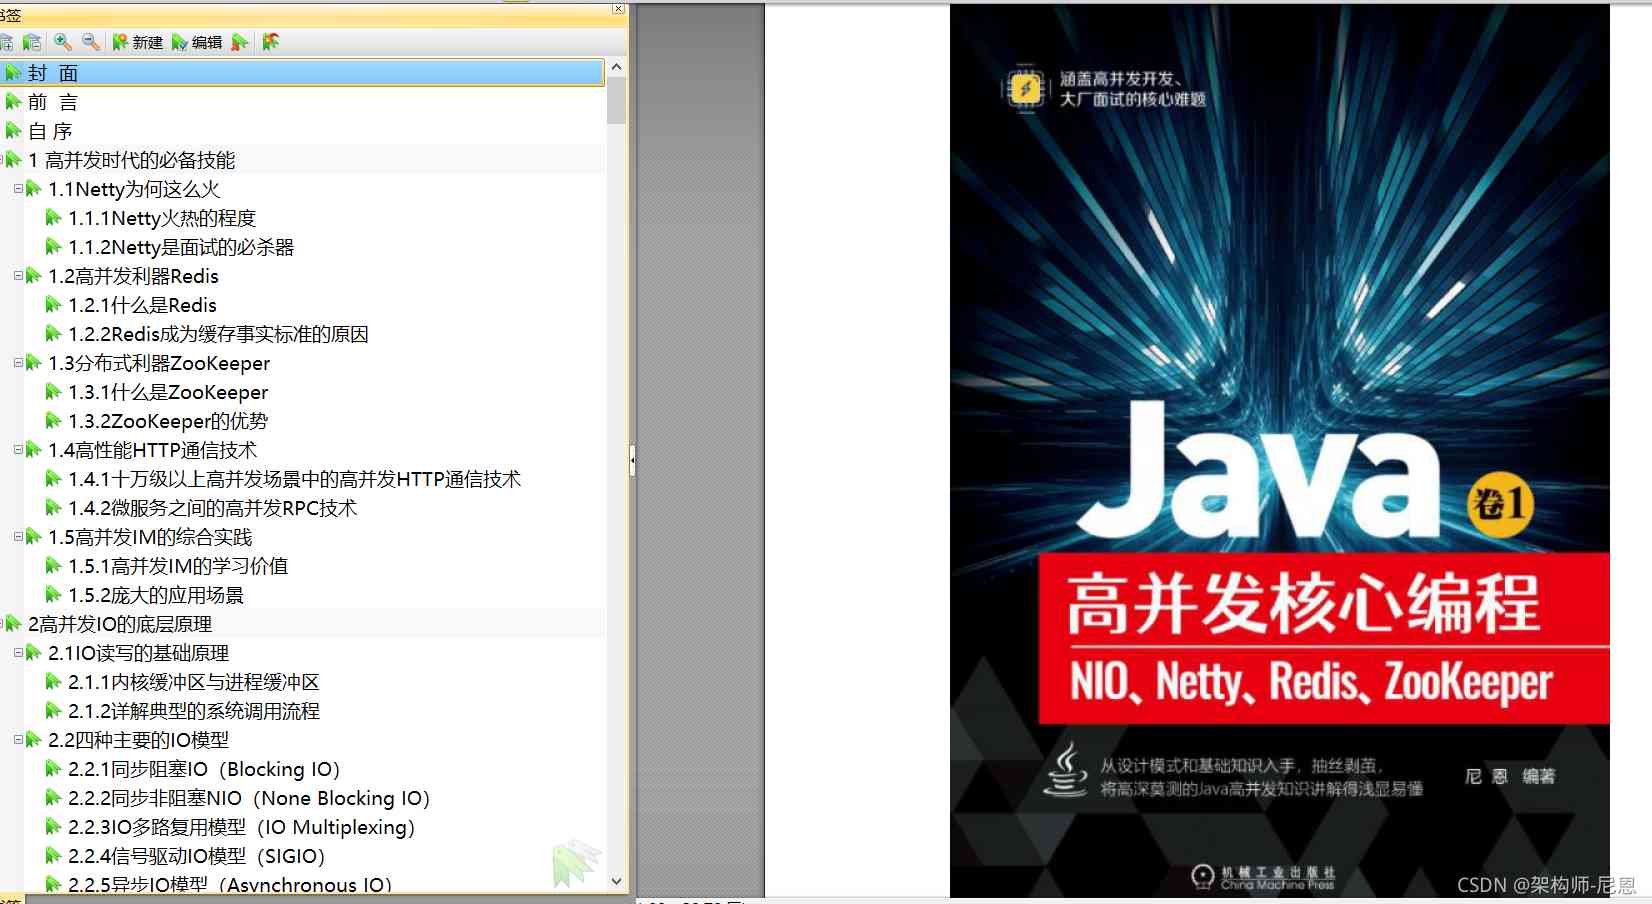 书签
新建 编辑
封 面
前 言
自 序
1 高并发时代的必备技能
1.1Netty为何这么火
1.1.1Netty火热的程度
1.1.2Netty是面试的必杀器
1.2高并发利器Redis
1.2.1什么是Redis
1.2.2Redis成为缓存事实标准的原因
1.3分布式利器ZooKeeper
1.3.1什么是ZooKeeper
1.3.2ZooKeeper的优势
1.4高性能HTTP通信技术
1.4.1十万级以上高并发场景中的高并发HTTP通信技术
1.4.2微服务之间的高并发RPC技术
1.5高并发IM的综合实践
1.5.1高并发IM的学习价值
1.5.2庞大的应用场景
2高并发IO的底层原理
2.1IO读写的基础原理
2.1.1内核缓冲区与进程缓冲区
2.1.2详解典型的系统调用流程
2.2四种主要的IO模型
2.2.1同步阻塞IO（Blocking IO）
2.2.2同步非阻塞NIO（None Blocking IO）
2.2.3IO多路复用模型（IO Multiplexing）
2.2.4信号驱动IO模型（SIGIO）
2.2.5异步IO模型（Asynchronous IO）
涵盖高并发开发、
大厂面试的核心难题
Java 卷1
高并发核心编程
NIO、Netty、Redis、ZooKeeper
从设计模式和基础知识入手，抽丝剥茧，
将高深莫测的Java高并发知识讲解得浅显易懂
尼 恩 编著
机械工业出版社
China Machine Press
CSDN @架构师-尼恩